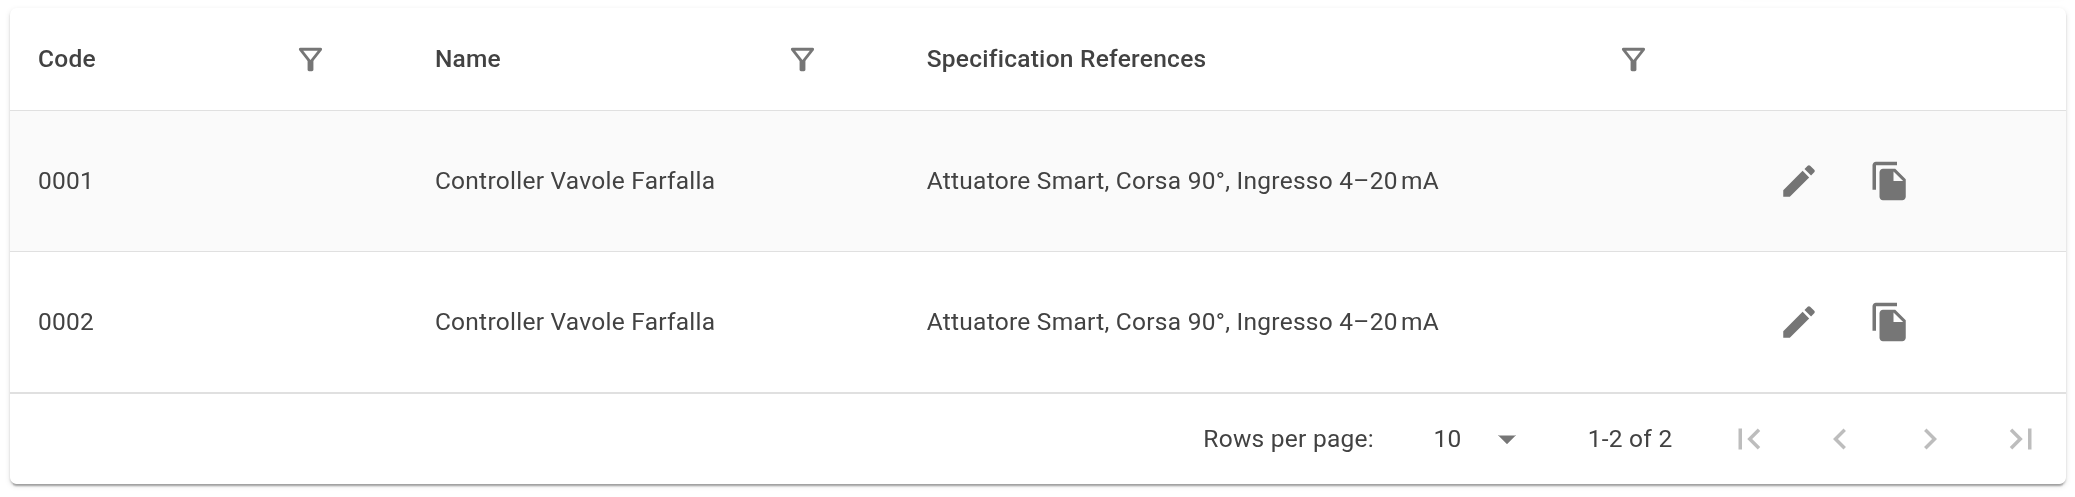 Code Name Specification References
0001 Controller Vavole Farfalla Attuatore Smart, Corsa 90°, Ingresso 4–20 mA
0002 Controller Vavole Farfalla Attuatore Smart, Corsa 90°, Ingresso 4–20 mA
Rows per page: 10 1-2 of 2